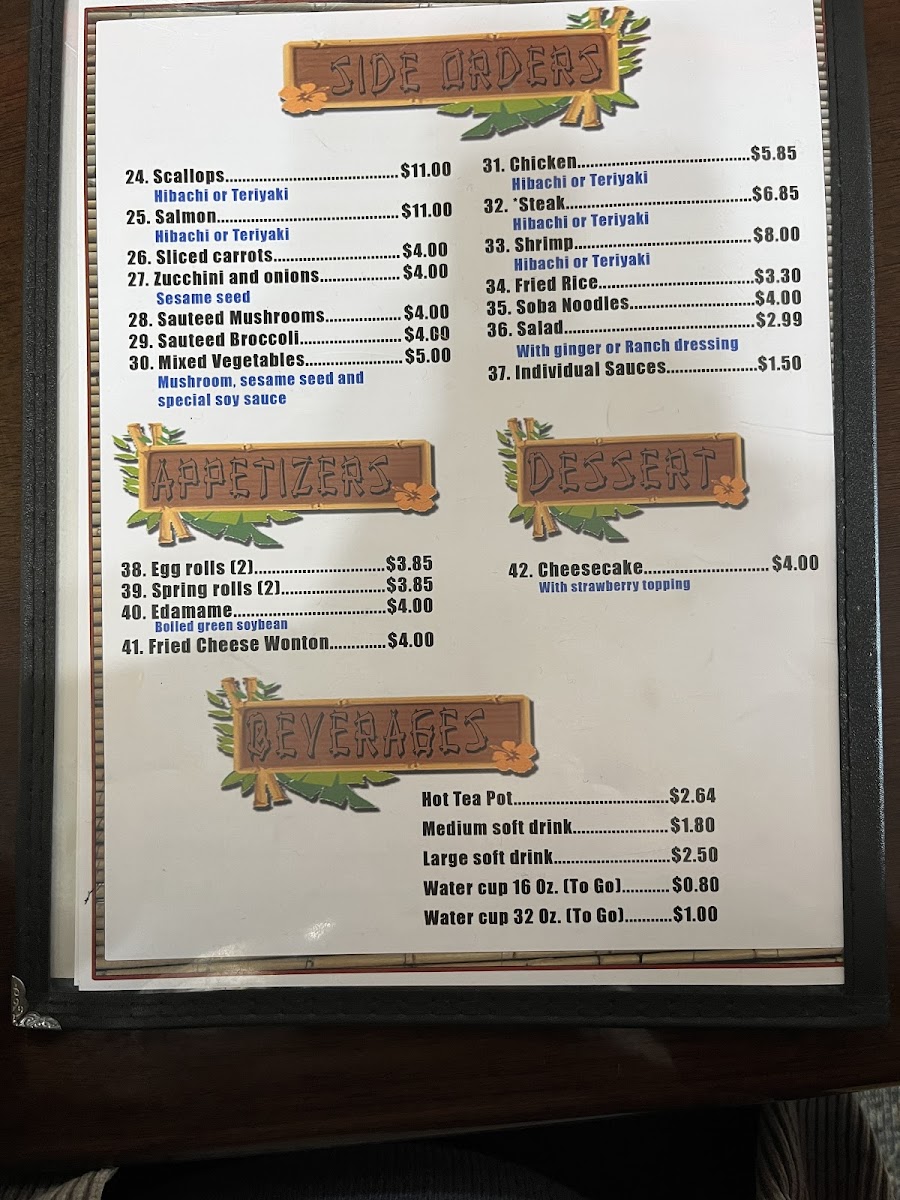 SIDE ORDERS
24. Scallops........................................$11.00
Hibachi or Teriyaki
25. Salmon..........................................$11.00
Hibachi or Teriyaki
26. Sliced carrots..............................$4.00
27. Zucchini and onions...................$4.00
Sesame seed
28. Sauteed Mushrooms..................$4.00
29. Sauteed Broccoli........................$4.00
30. Mixed Vegetables.......................$5.00
Mushroom, sesame seed and
special soy sauce
31. Chicken........................................$5.85
Hibachi or Teriyaki
32. *Steak...........................................$6.85
Hibachi or Teriyaki
33. Shrimp.........................................$8.00
Hibachi or Teriyaki
34. Fried Rice....................................$3.30
35. Soba Noodles.............................$4.00
36. Salad............................................$2.99
With ginger or Ranch dressing
37. Individual Sauces.....................$1.50
APPETIZERS
38. Egg rolls (2)...............................$3.85
39. Spring rolls (2)........................$3.85
40. Edamame....................................$4.00
Boiled green soybean
41. Fried Cheese Wonton.............$4.00
DESSERT
42. Cheesecake.............................$4.00
With strawberry topping
BEVERAGES
Hot Tea Pot.....................................$2.64
Medium soft drink.......................$1.80
Large soft drink............................$2.50
Water cup 16 Oz. (To Go)...........$0.80
Water cup 32 Oz. (To Go)...........$1.00